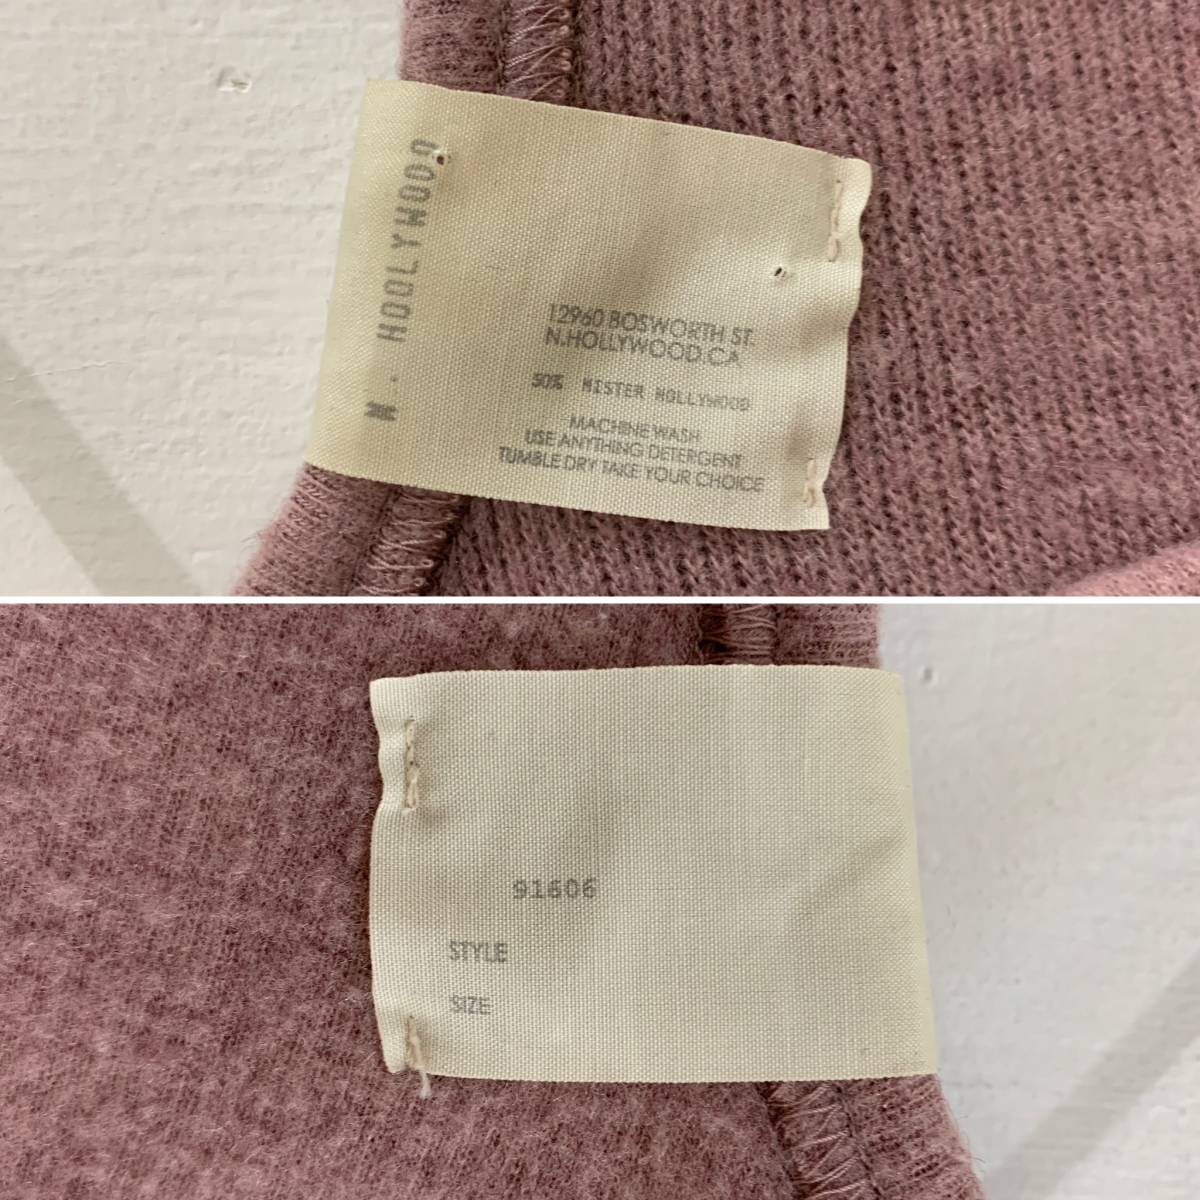 N. HOOLYWOOD
12960 BOSWORTH ST.
N.HOLLYWOOD.CA
50% MISTER HOLLYWOOD
MACHINE WASH
USE ANYTHING DETERGENT
TUMBLE DRY TAKE YOUR CHOICE
91606
STYLE
SIZE